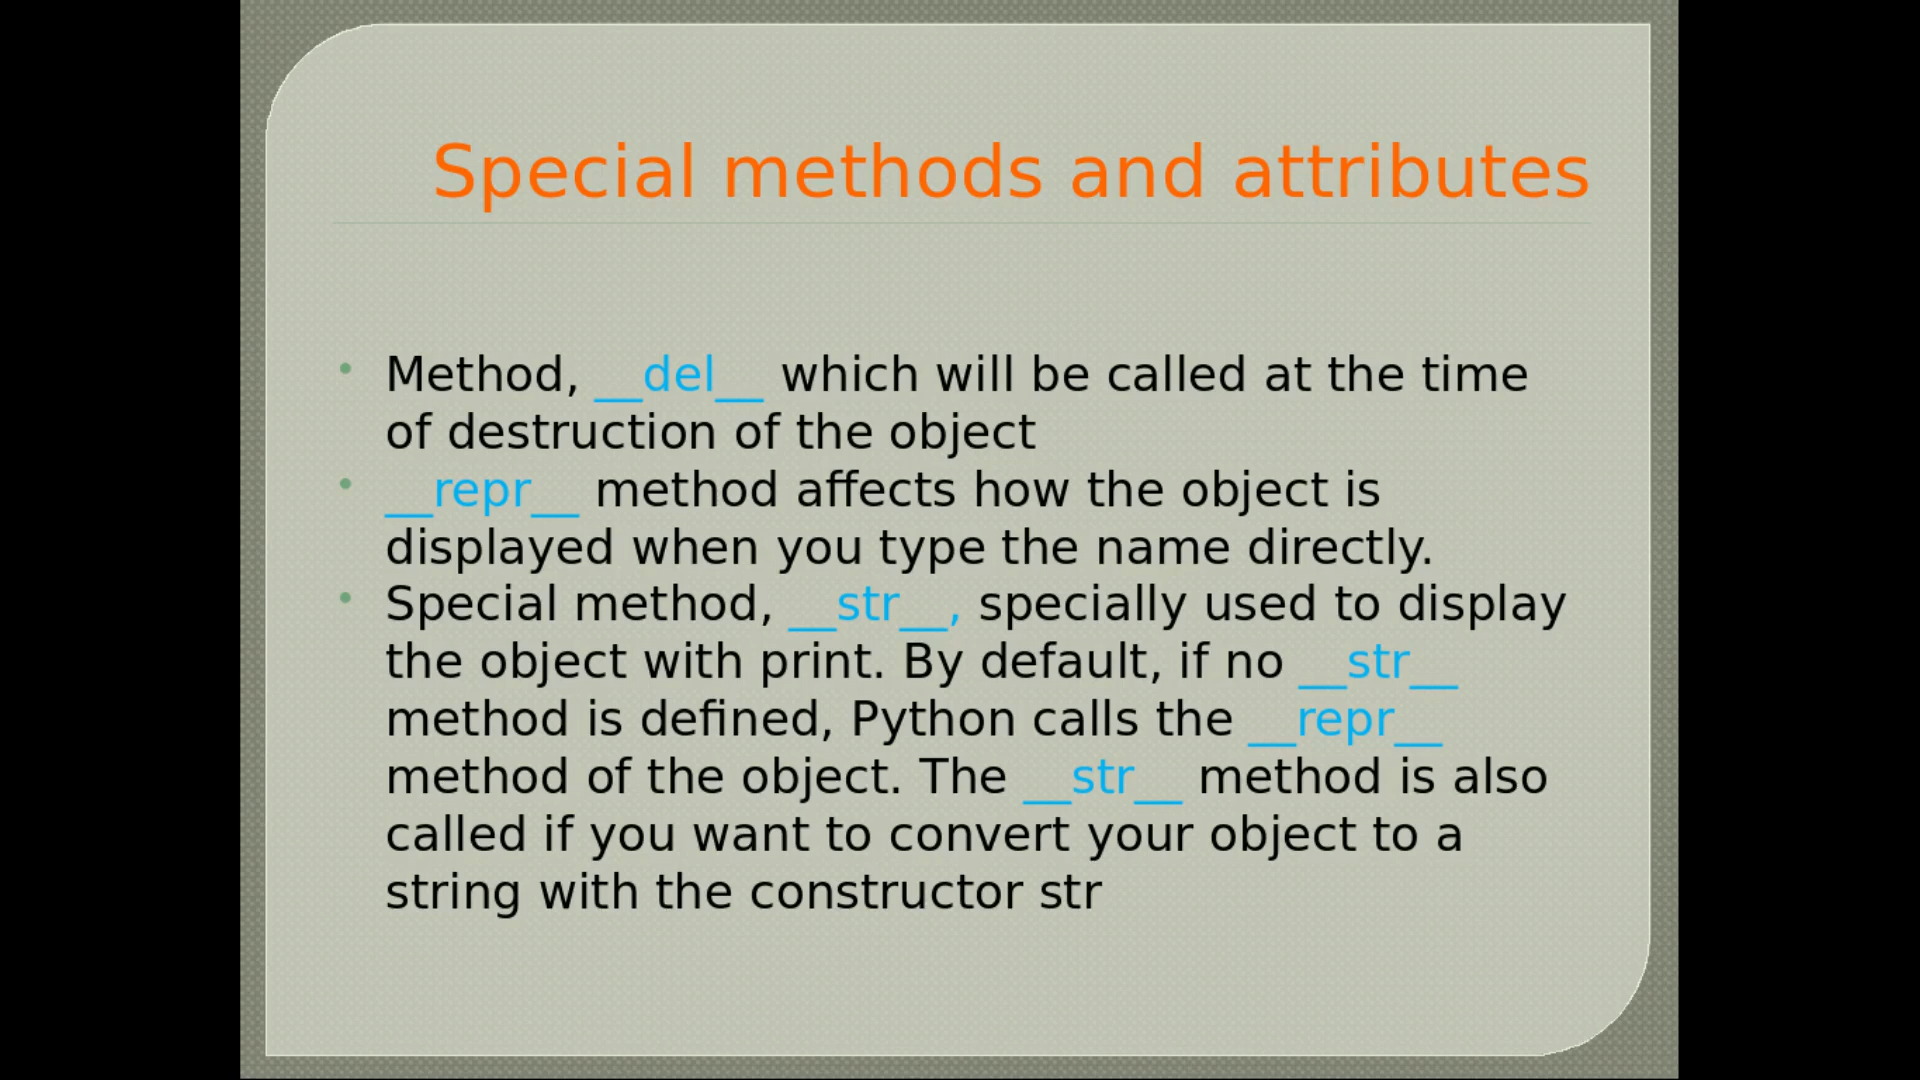 Special methods and attributes
• Method, __del__ which will be called at the time
of destruction of the object
• __repr__ method affects how the object is
displayed when you type the name directly.
• Special method, __str__, specially used to display
the object with print. By default, if no __str__
method is defined, Python calls the __repr__
method of the object. The __str__ method is also
called if you want to convert your object to a
string with the constructor str